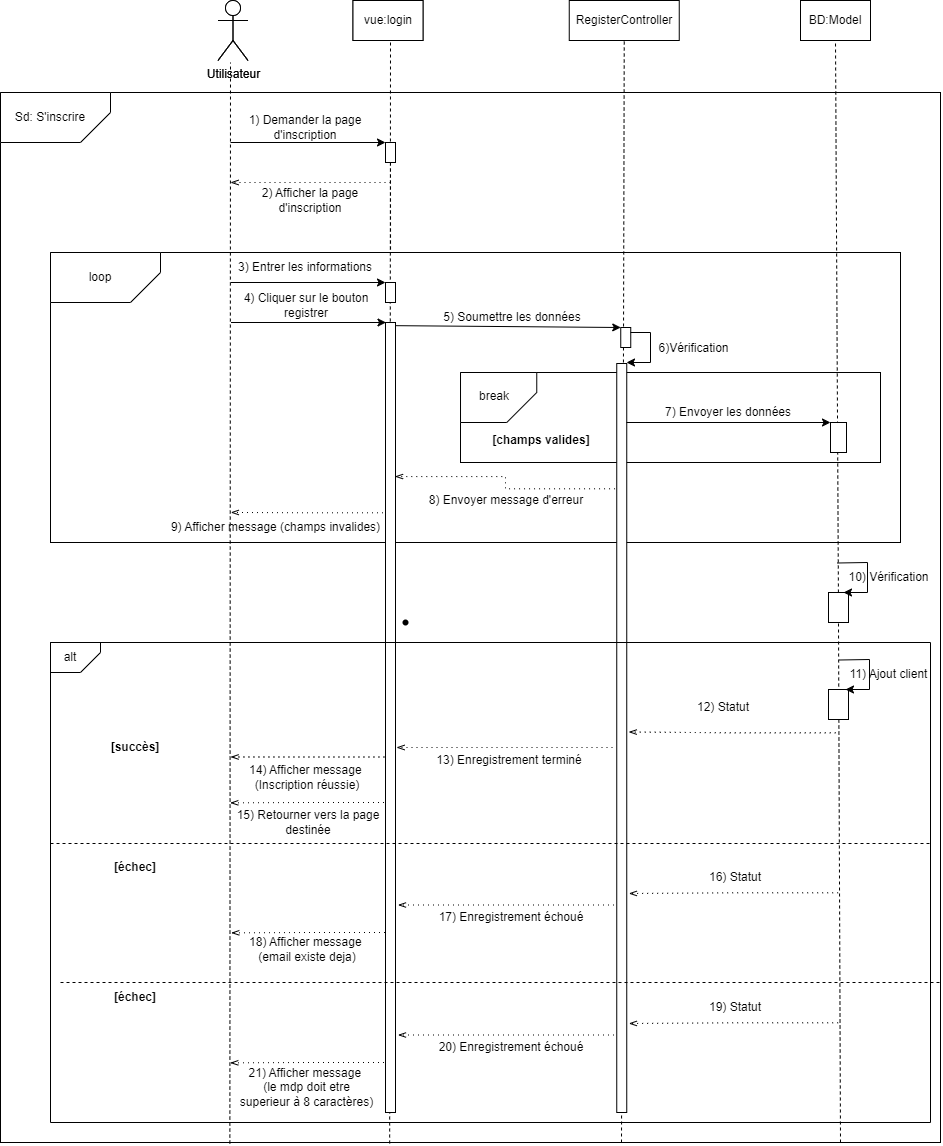 vue:login
RegisterController
BD:Model
Utilisateur
Sd: S'inscrire
1) Demander la page
d'inscription
2) Afficher la page
d'inscription
loop
3) Entrer les informations
4) Cliquer sur le bouton
registrer
5) Soumettre les données
6)Vérification
break
7) Envoyer les données
[champs valides]
8) Envoyer message d'erreur
9) Afficher message (champs invalides)
10) Vérification
alt
11) Ajout client
12) Statut
[succès]
13) Enregistrement terminé
14) Afficher message
(Inscription réussie)
15) Retourner vers la page
destinée
[échec]
16) Statut
17) Enregistrement échoué
18) Afficher message
(email existe deja)
[échec]
19) Statut
20) Enregistrement échoué
21) Afficher message
(le mdp doit etre
superieur à 8 caractères)